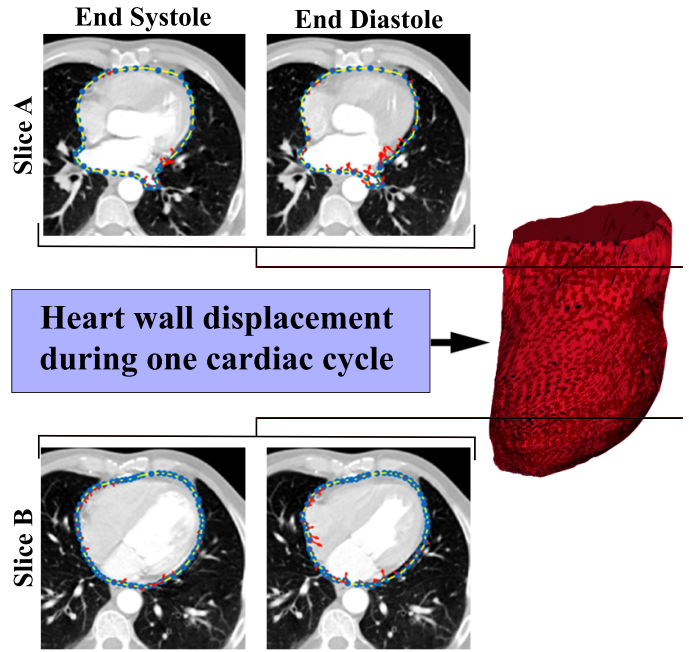 End Systole
End Diastole
Slice A
Heart wall displacement
during one cardiac cycle
Slice B